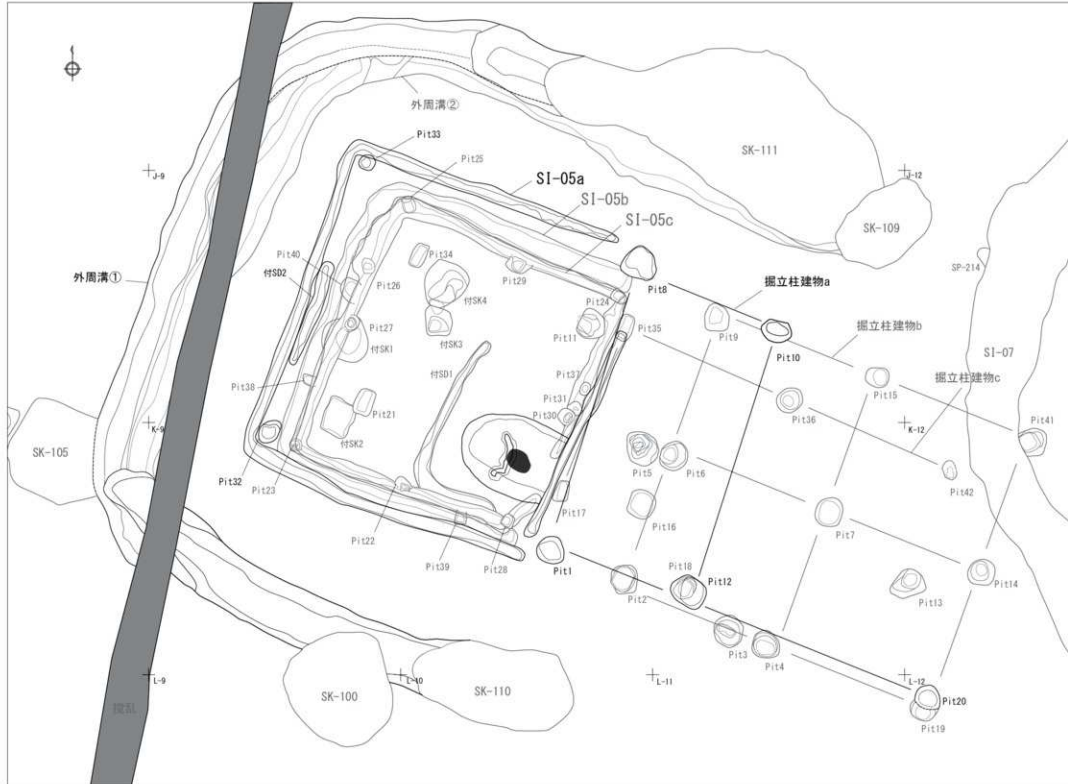 外周溝②
Pit33
Pit25
SK-111
J-9
J-12
SI-05a
SI-05b
SI-05c
SK-109
SP-214
外周溝①
Pit40
付SD2
Pit26
Pit34
付SK4
Pit29
Pit8
掘立柱建物a
Pit24
Pit35
Pit9
掘立柱建物b
Pit27
付SK1
付SK3
Pit11
Pit10
SI-07
Pit38
付SD1
Pit37
Pit15
掘立柱建物c
Pit21
Pit31
Pit30
Pit36
K-9
K-12
Pit41
SK-105
付SK2
Pit32
Pit23
Pit5
Pit6
Pit42
Pit17
Pit16
Pit7
Pit22
Pit39
Pit28
Pit1
Pit2
Pit18
Pit12
Pit13
Pit14
Pit3
Pit4
L-9
L-10
L-11
L-12
SK-100
SK-110
Pit20
Pit19
撹乱